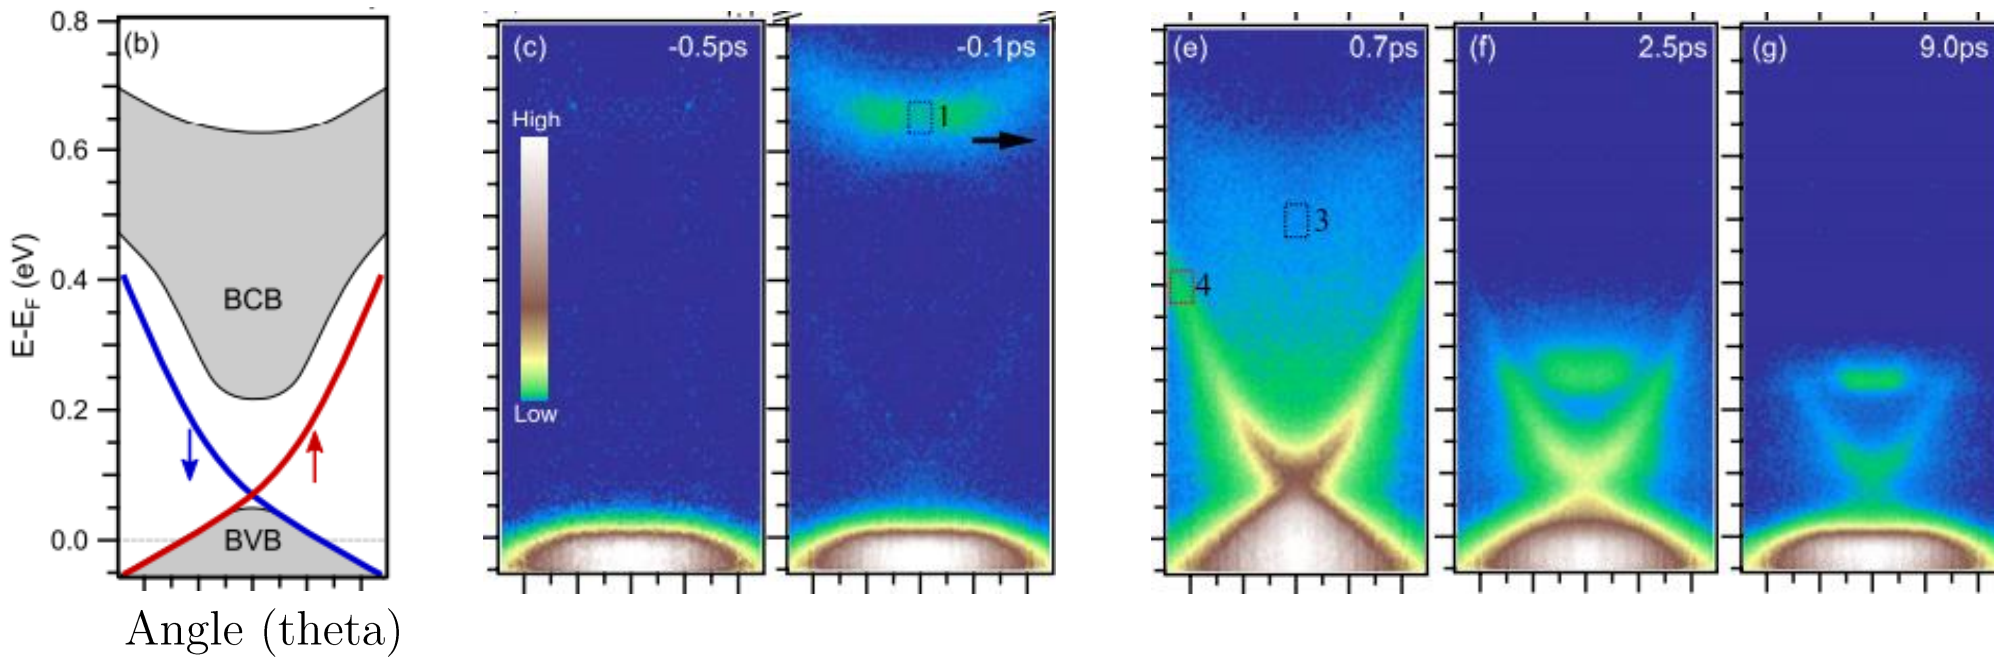 0.8
0.6
0.4
0.2
0.0
E-E_F (eV)
(b)
BCB
BVB
Angle (theta)
(c)
-0.5ps
High
Low
-0.1ps
1
(e)
0.7ps
3
4
(f)
2.5ps
(g)
9.0ps